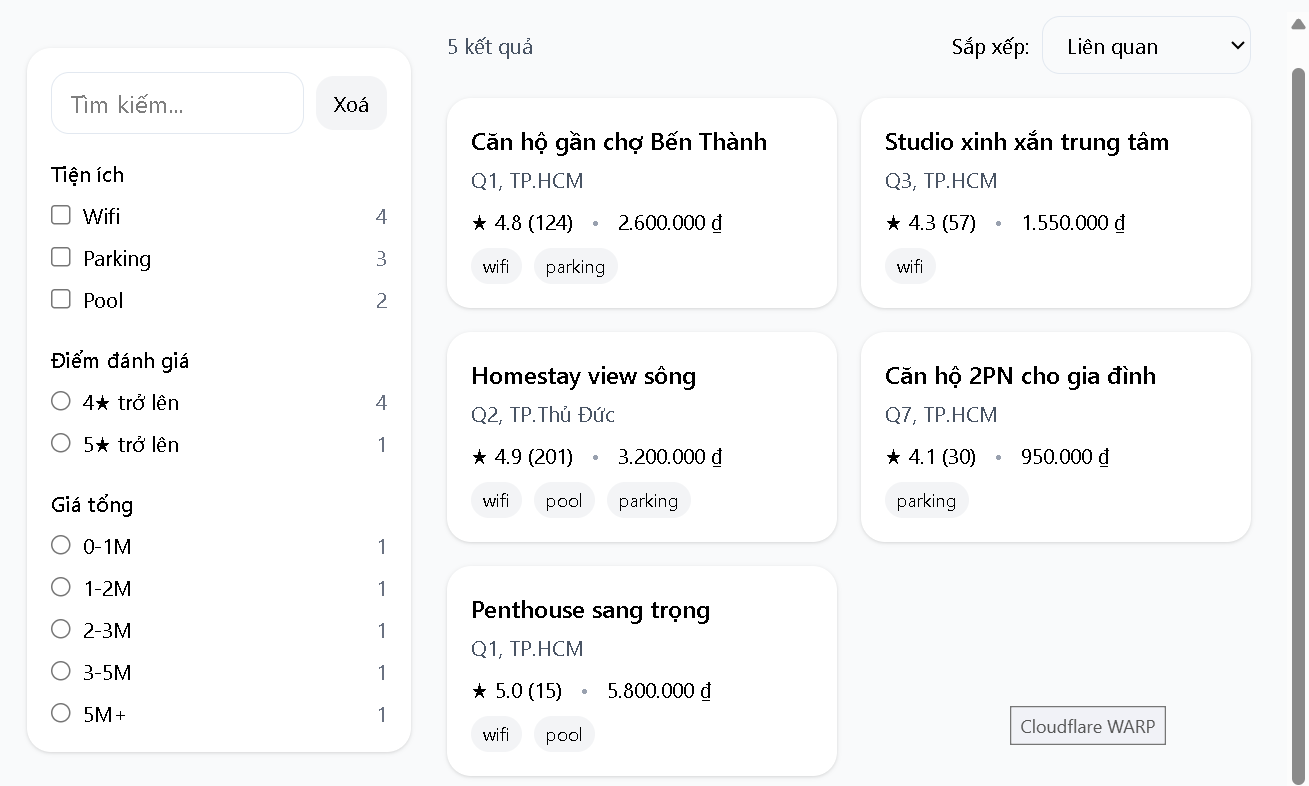 Tìm kiếm...
Xoá
Tiện ích
Wifi 4
Parking 3
Pool 2
Điểm đánh giá
4★ trở lên 4
5★ trở lên 1
Giá tổng
0-1M 1
1-2M 1
2-3M 1
3-5M 1
5M+ 1
5 kết quả
Sắp xếp: Liên quan
Căn hộ gần chợ Bến Thành
Q1, TP.HCM
★ 4.8 (124) • 2.600.000 ₫
wifi parking
Studio xinh xắn trung tâm
Q3, TP.HCM
★ 4.3 (57) • 1.550.000 ₫
wifi
Homestay view sông
Q2, TP.Thủ Đức
★ 4.9 (201) • 3.200.000 ₫
wifi pool parking
Căn hộ 2PN cho gia đình
Q7, TP.HCM
★ 4.1 (30) • 950.000 ₫
parking
Penthouse sang trọng
Q1, TP.HCM
★ 5.0 (15) • 5.800.000 ₫
wifi pool
Cloudflare WARP